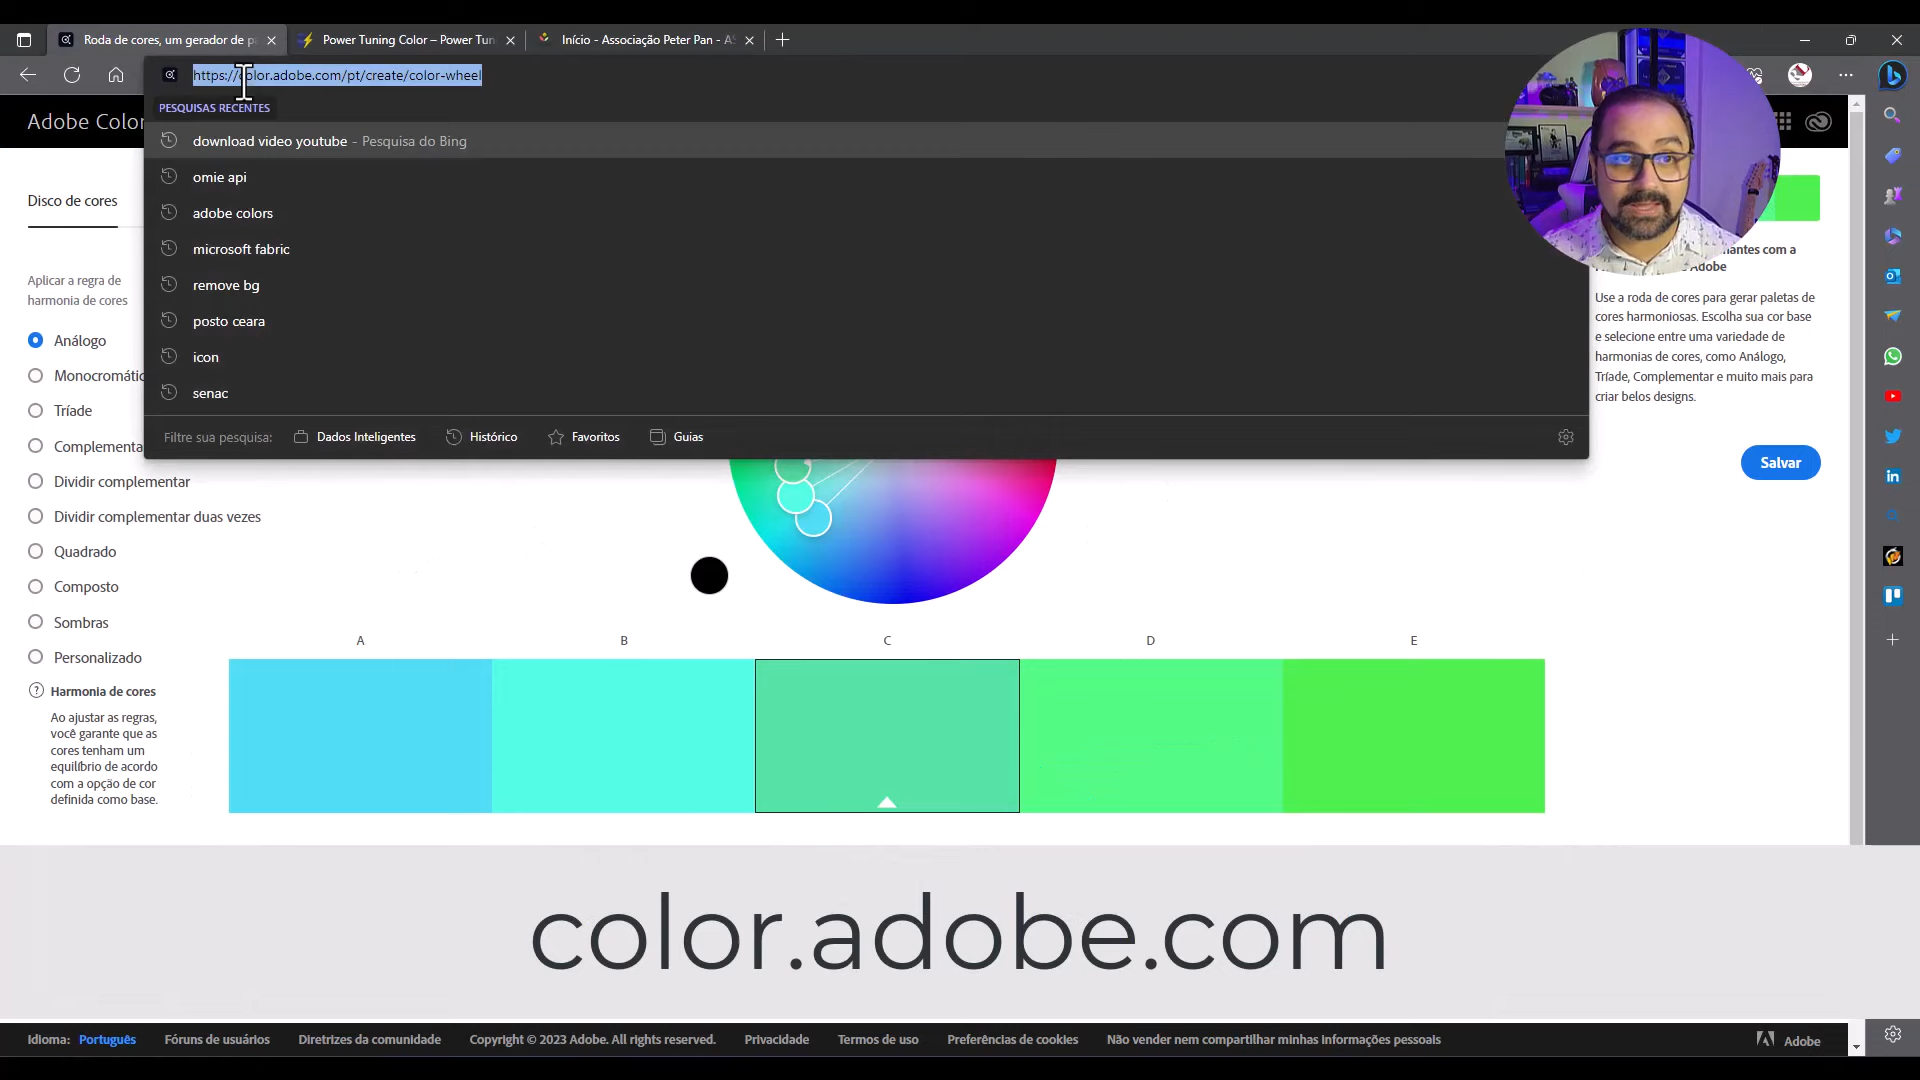 Roda de cores, um gerador de p
Power Tuning Color – Power Tun
Início - Associação Peter Pan - AS
https://color.adobe.com/pt/create/color-wheel
PESQUISAS RECENTES
Adobe Color
download video youtube - Pesquisa do Bing
omie api
adobe colors
microsoft fabric
remove bg
posto ceara
icon
senac
Filtre sua pesquisa:
Dados Inteligentes
Histórico
Favoritos
Guias
Disco de cores
Aplicar a regra de
harmonia de cores
Análogo
Monocromátic
Tríade
Complementa
Dividir complementar
Dividir complementar duas vezes
Quadrado
Composto
Sombras
Personalizado
Harmonia de cores
Ao ajustar as regras,
você garante que as
cores tenham um
equilíbrio de acordo
com a opção de cor
definida como base.
com a
Adobe
Use a roda de cores para gerar paletas de
cores harmoniosas. Escolha sua cor base
e selecione entre uma variedade de
harmonias de cores, como Análogo,
Tríade, Complementar e muito mais para
criar belos designs.
Salvar
A
B
C
D
E
color.adobe.com
Idioma: Português
Fóruns de usuários
Diretrizes da comunidade
Copyright © 2023 Adobe. All rights reserved.
Privacidade
Termos de uso
Preferências de cookies
Não vender nem compartilhar minhas informações pessoais
Adobe